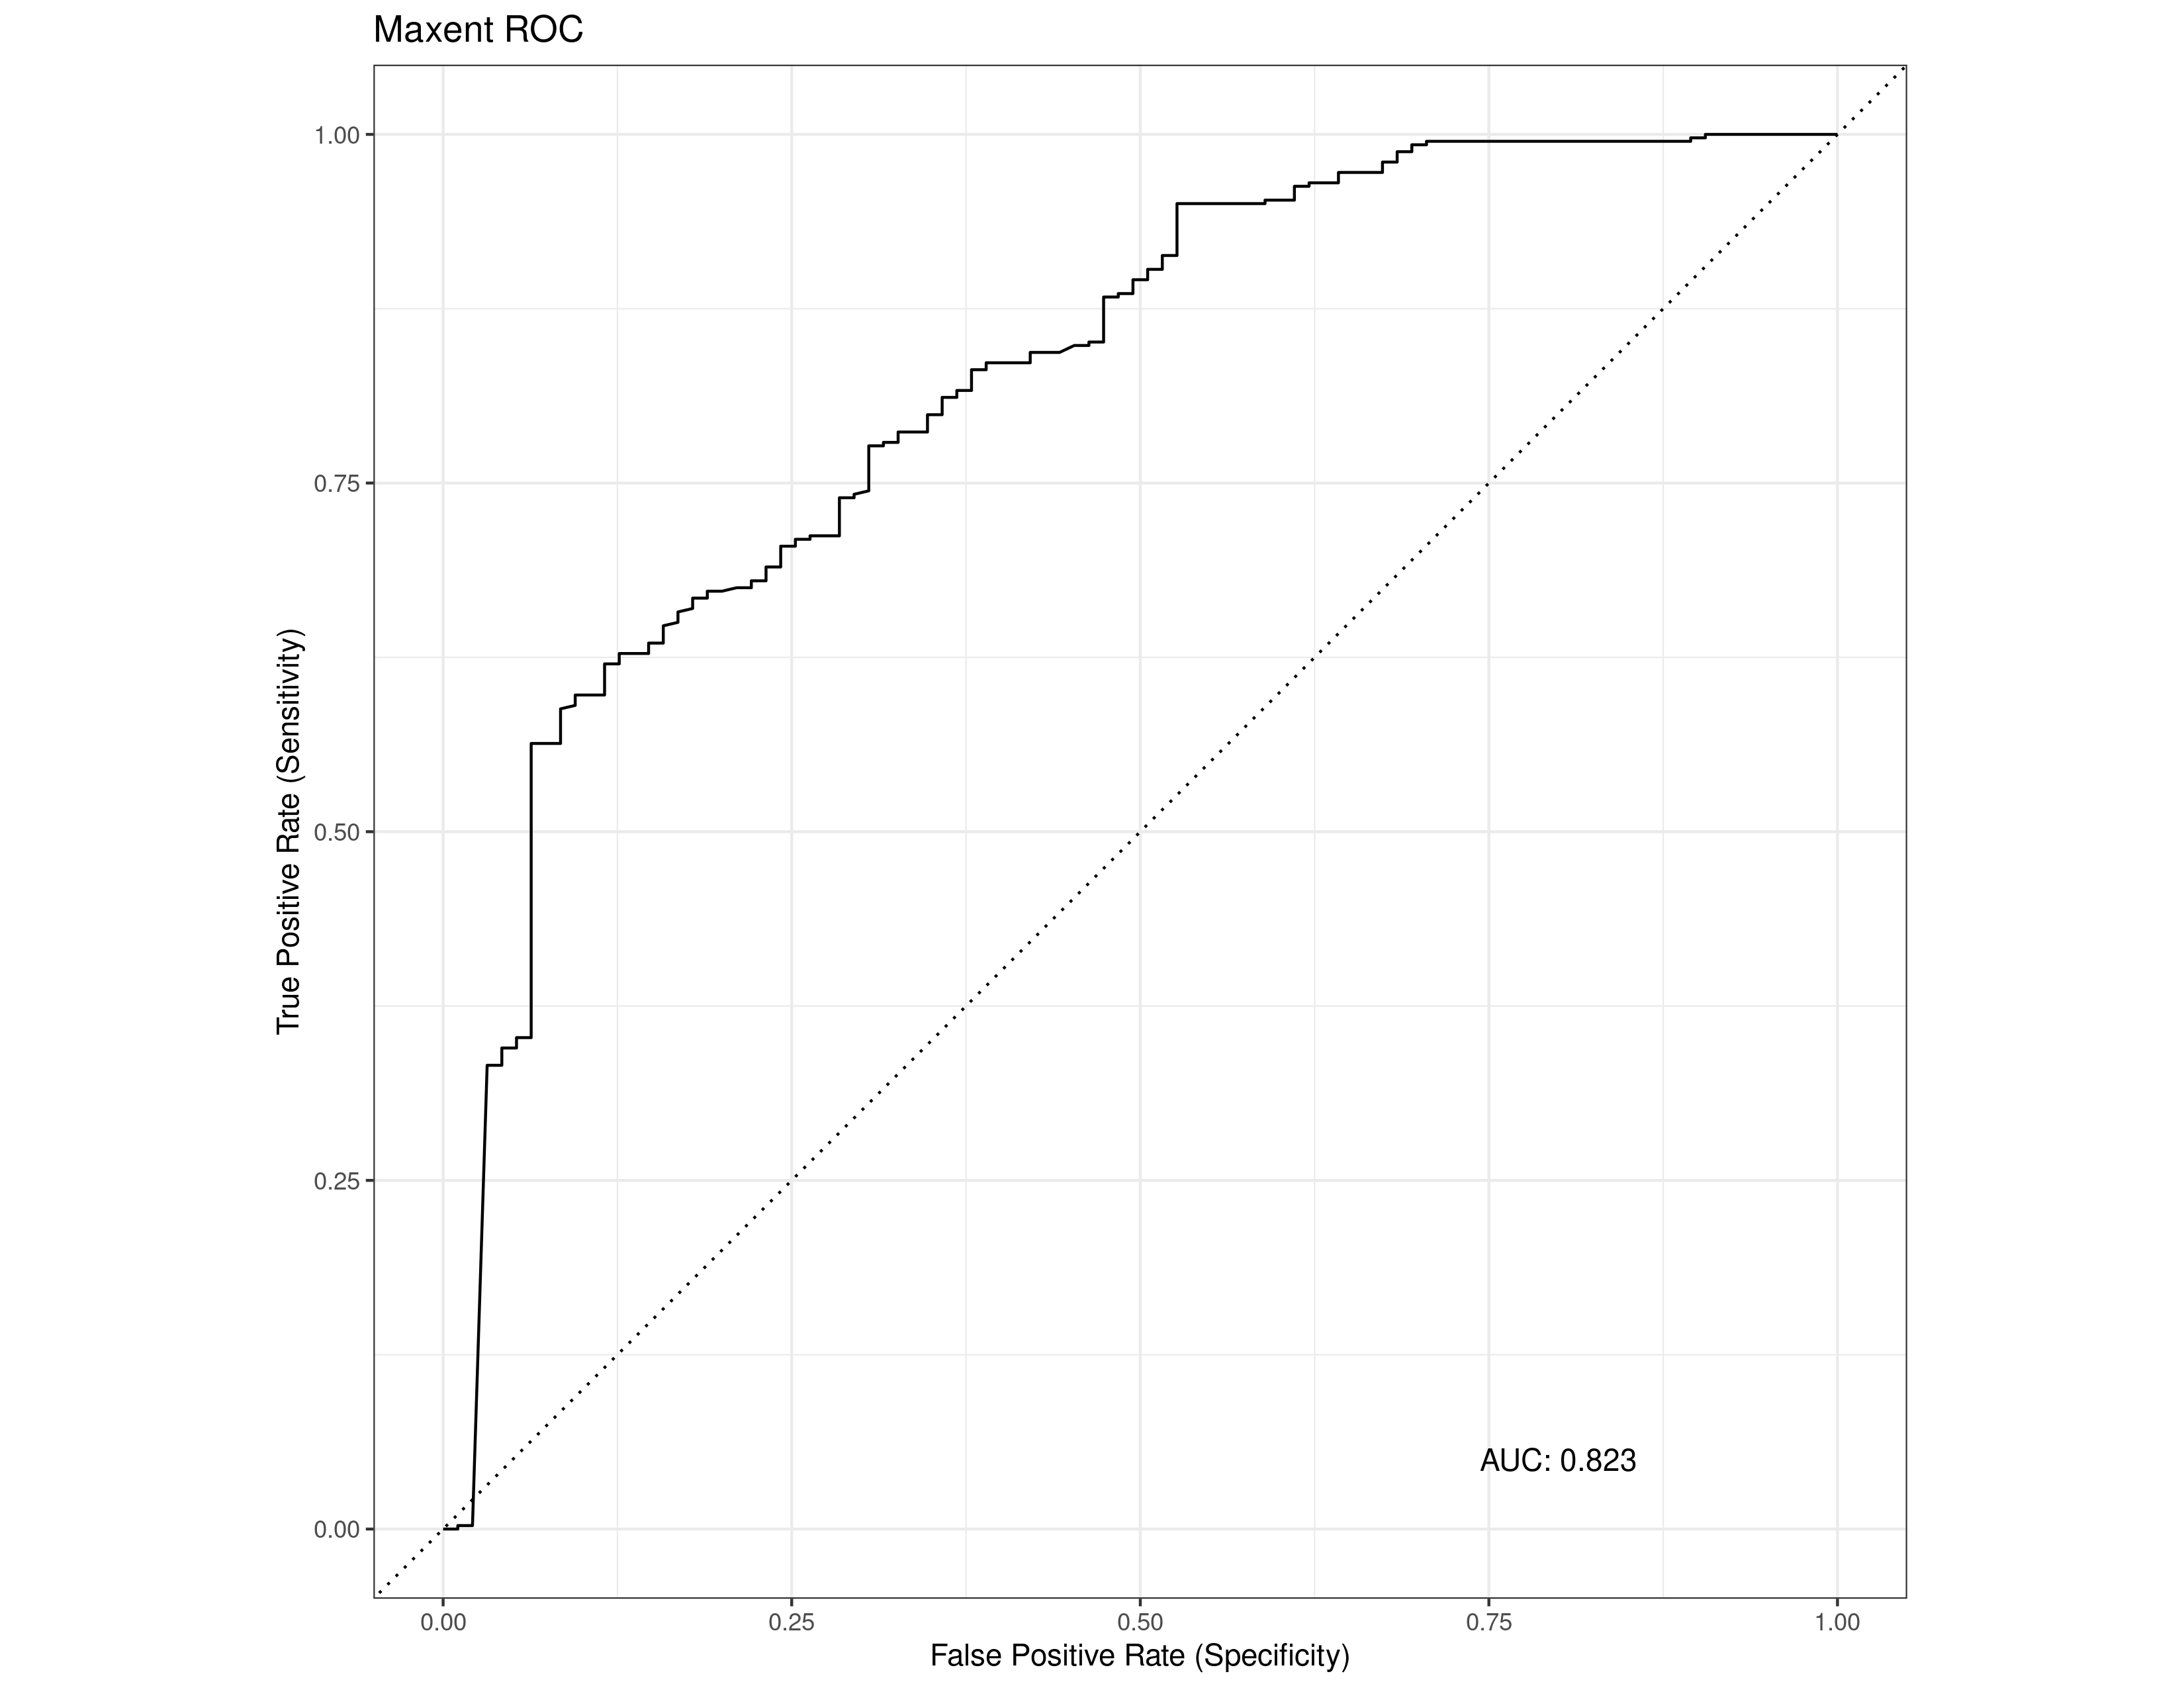 Maxent ROC
1.00
0.75
0.50
0.25
0.00
True Positive Rate (Sensitivity)
AUC: 0.823
0.00 0.25 0.50 0.75 1.00
False Positive Rate (Specificity)